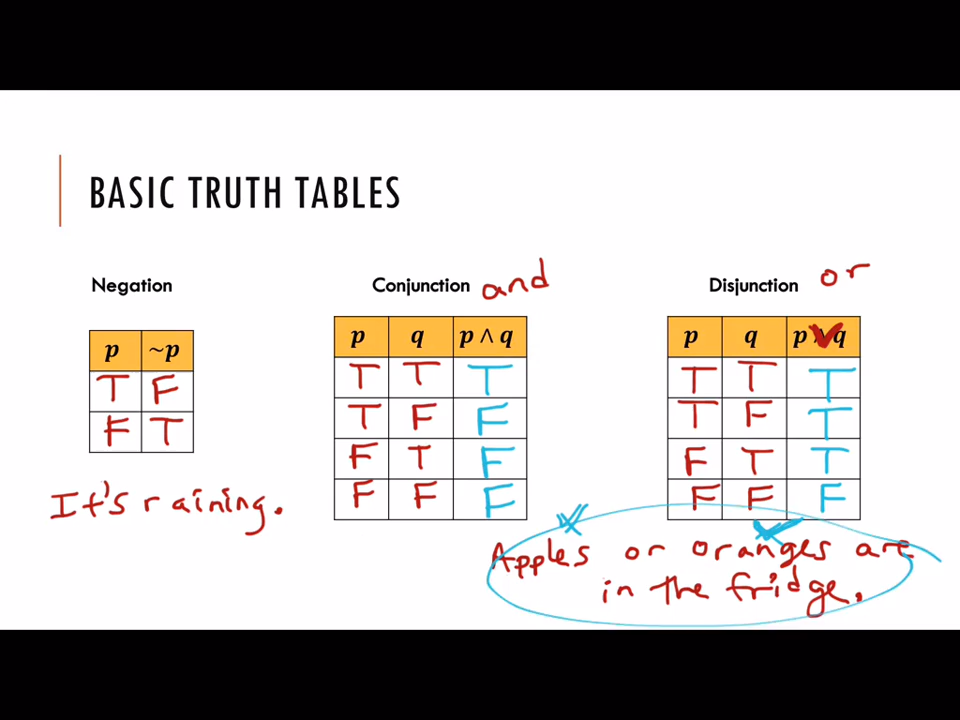 BASIC TRUTH TABLES
Negation
p ~p
T F
F T
It's raining.
Conjunction and
p q p ∧ q
T T T
T F F
F T F
F F F
Disjunction or
p q p ∨ q
T T T
T F T
F T T
F F F
Apples or oranges are
in the fridge.